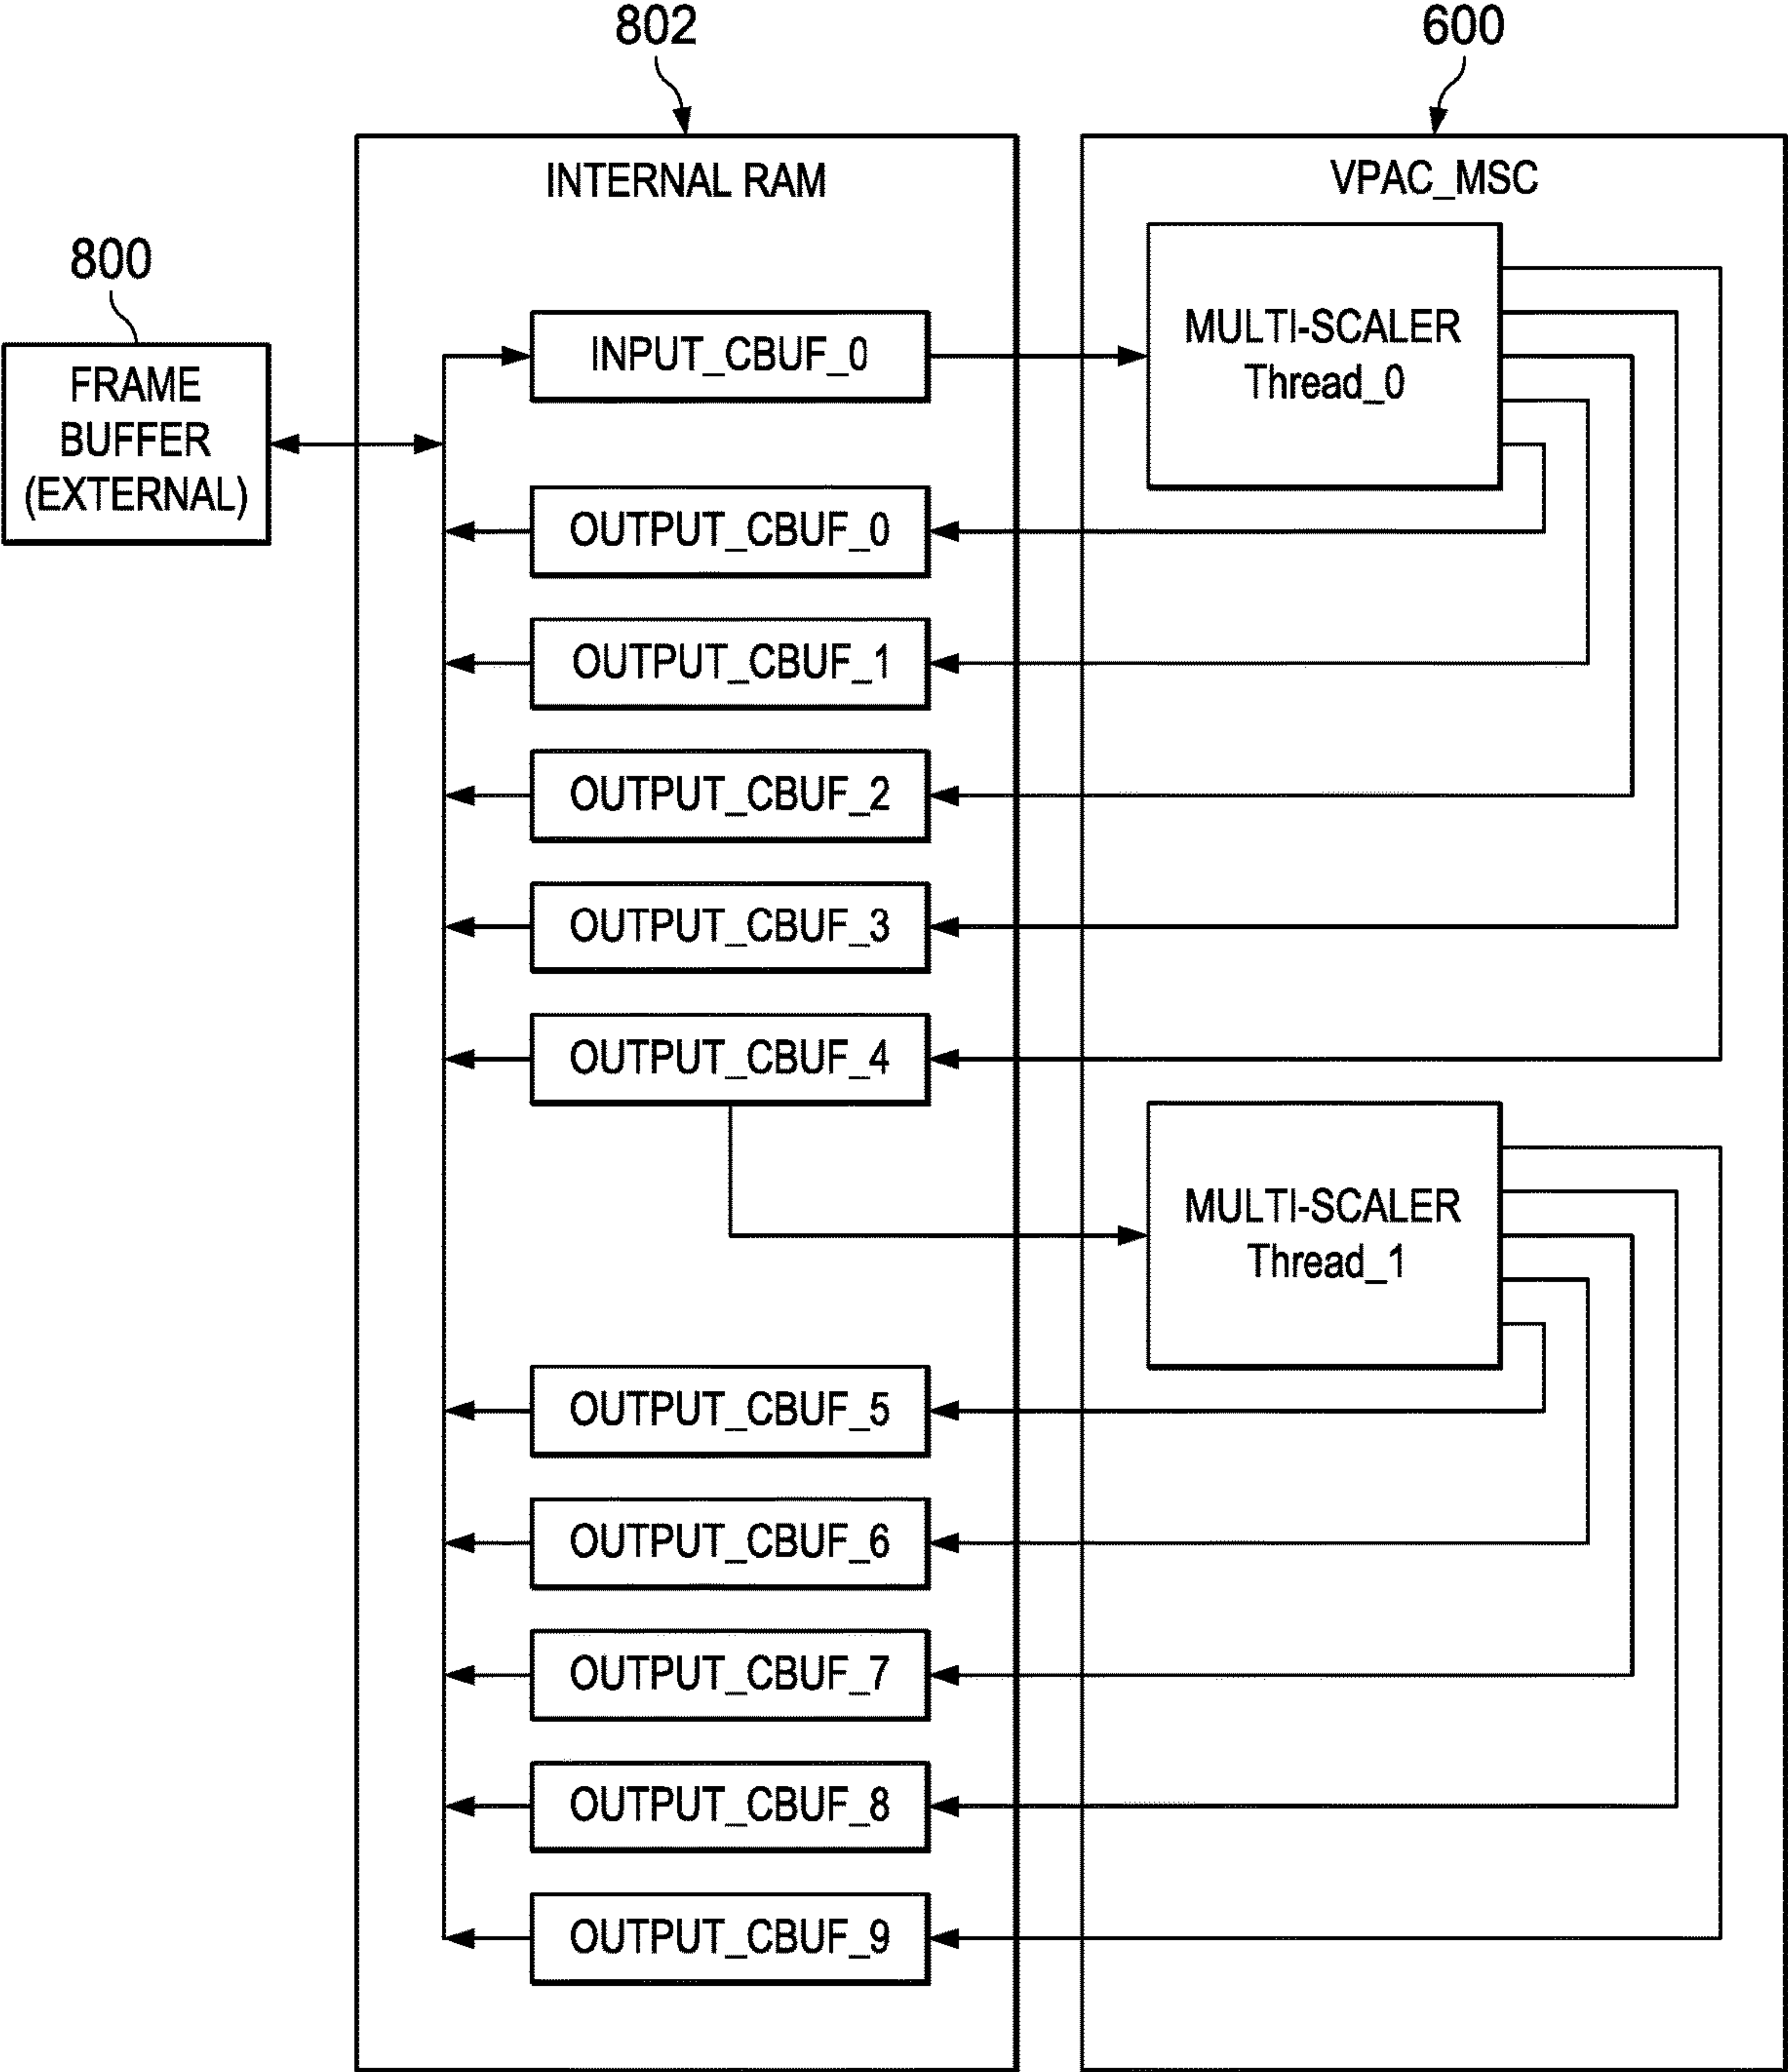 802
600
INTERNAL RAM
VPAC_MSC
800
FRAME
BUFFER
(EXTERNAL)
INPUT_CBUF_0
MULTI-SCALER
Thread_0
OUTPUT_CBUF_0
OUTPUT_CBUF_1
OUTPUT_CBUF_2
OUTPUT_CBUF_3
OUTPUT_CBUF_4
MULTI-SCALER
Thread_1
OUTPUT_CBUF_5
OUTPUT_CBUF_6
OUTPUT_CBUF_7
OUTPUT_CBUF_8
OUTPUT_CBUF_9